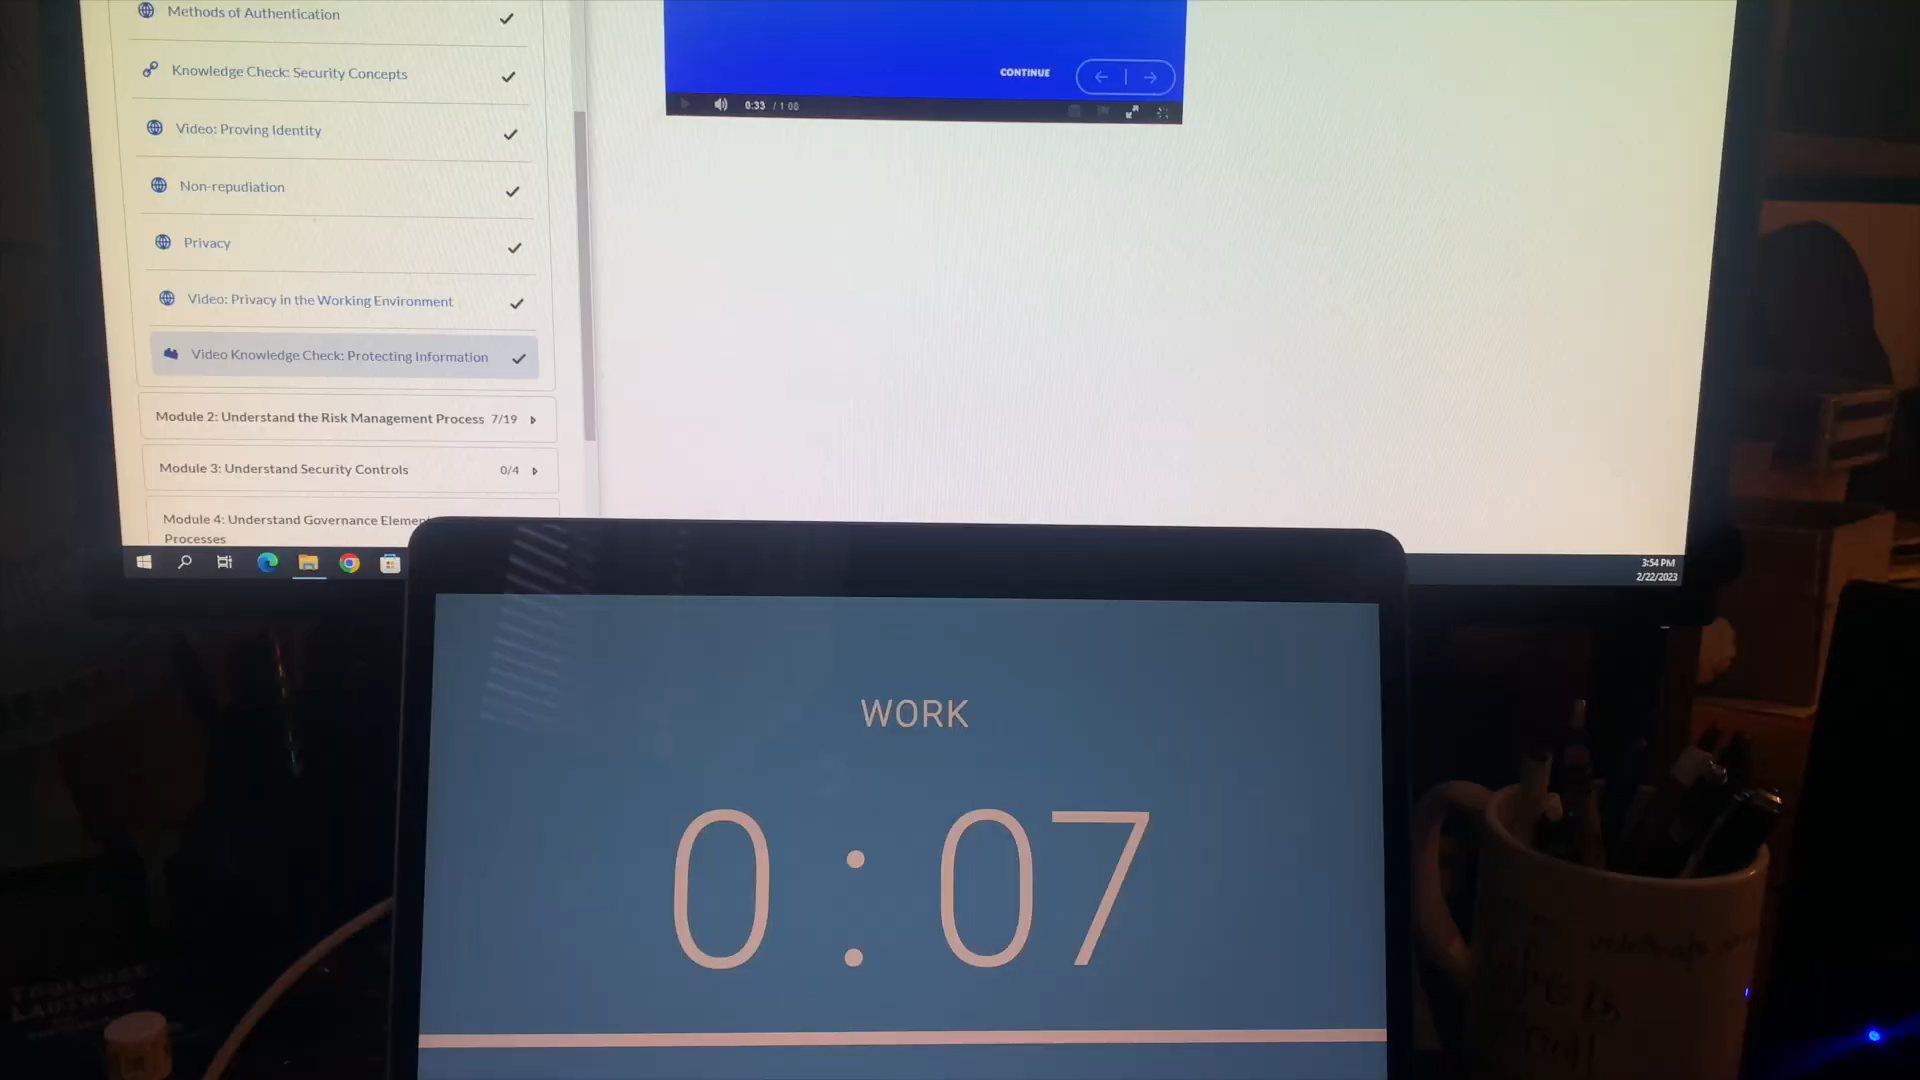 Methods of Authentication
Knowledge Check: Security Concepts
Video: Proving Identity
Non-repudiation
Privacy
Video: Privacy in the Working Environment
Video Knowledge Check: Protecting Information
Module 2: Understand the Risk Management Process 7/19
Module 3: Understand Security Controls 0/4
Module 4: Understand Governance
Processes
CONTINUE
0:33 / 1:08
3:54 PM
2/22/2023
WORK
0:07